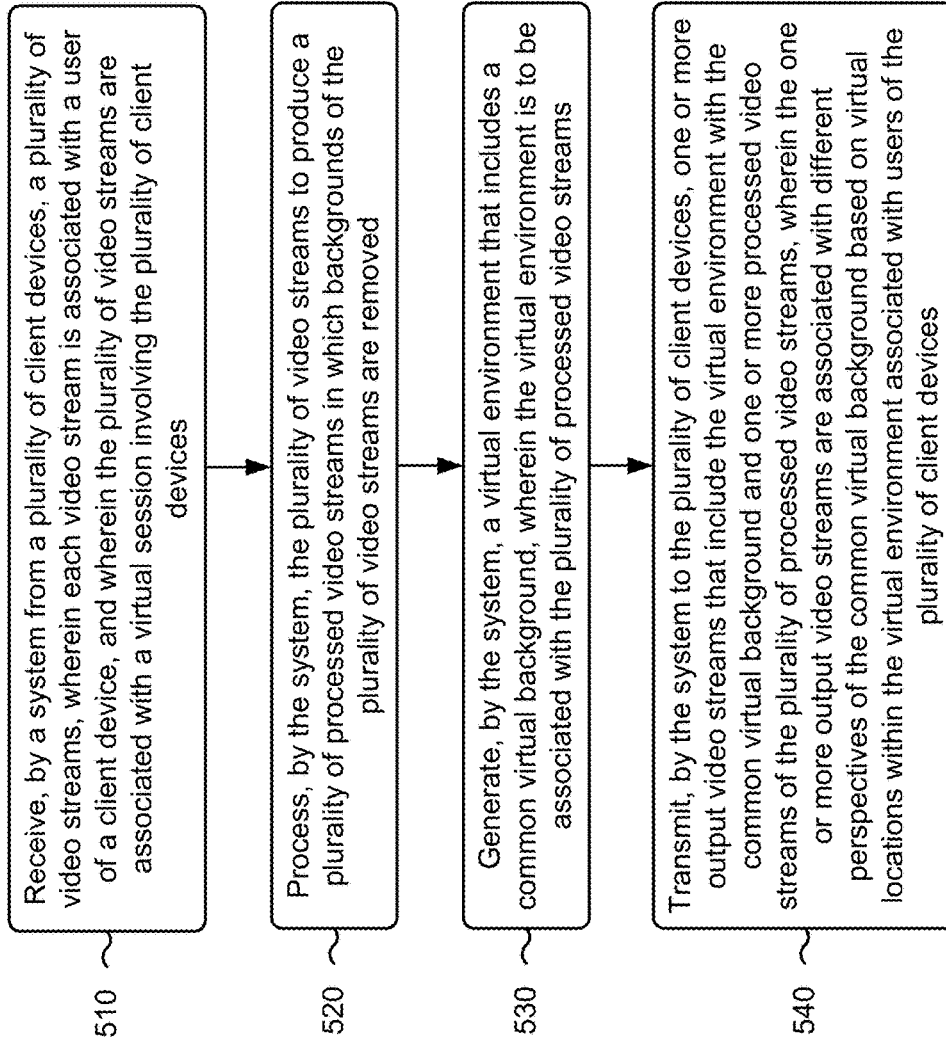 510
Receive, by a system from a plurality of client devices, a plurality of
video streams, wherein each video stream is associated with a user
of a client device, and wherein the plurality of video streams are
associated with a virtual session involving the plurality of client
devices
520
Process, by the system, the plurality of video streams to produce a
plurality of processed video streams in which backgrounds of the
plurality of video streams are removed
530
Generate, by the system, a virtual environment that includes a
common virtual background, wherein the virtual environment is to be
associated with the plurality of processed video streams
540
Transmit, by the system to the plurality of client devices, one or more
output video streams that include the virtual environment with the
common virtual background and one or more processed video
streams of the plurality of processed video streams, wherein the one
or more output video streams are associated with different
perspectives of the common virtual background based on virtual
locations within the virtual environment associated with users of the
plurality of client devices